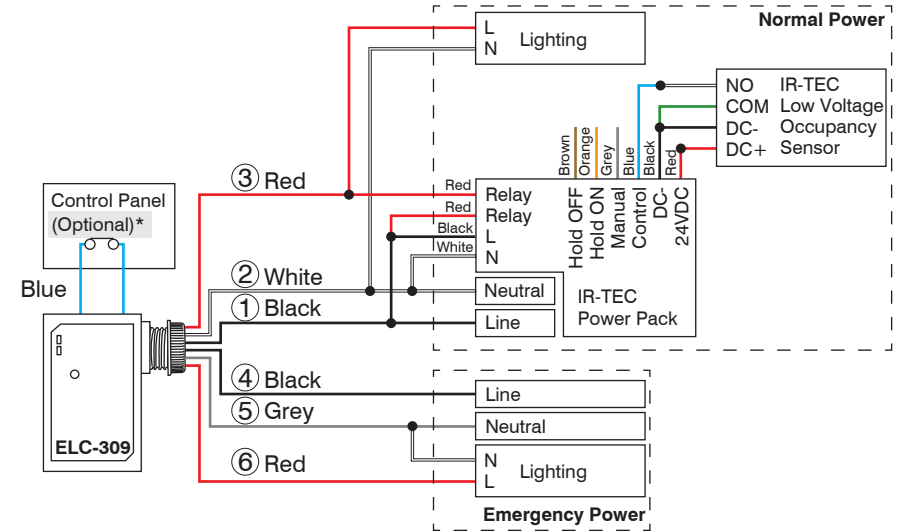 Normal Power
L
N
Lighting
NO
COM
DC-
DC+
IR-TEC
Low Voltage
Occupancy
Sensor
Brown
Orange
Grey
Blue
Black
Red
③ Red
Red
Red
Black
White
Relay
Relay
L
N
Hold OFF
Hold ON
Manual
Control
DC-
24VDC
IR-TEC
Power Pack
Control Panel
(Optional)*
Blue
② White
Neutral
① Black
Line
ELC-309
④ Black
Line
⑤ Grey
Neutral
⑥ Red
N
L
Lighting
Emergency Power